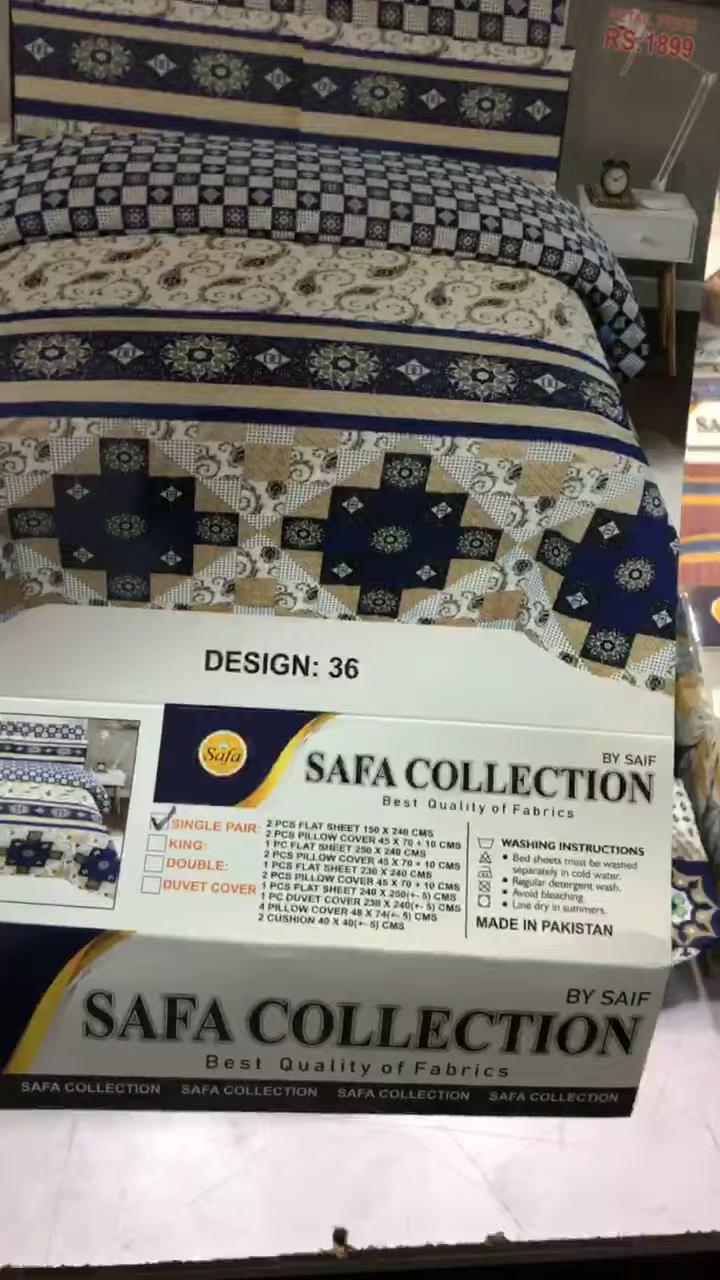 RETAIL PRICE
RS:1899
DESIGN: 36
Safa
BY SAIF
SAFA COLLECTION
Best Quality of Fabrics
SINGLE PAIR: 2 PCS FLAT SHEET 150 X 240 CMS
2 PCS PILLOW COVER 45 X 70 + 10 CMS
KING: 1 PC FLAT SHEET 250 X 240 CMS
2 PCS PILLOW COVER 45 X 70 + 10 CMS
DOUBLE: 1 PCS FLAT SHEET 230 X 240 CMS
2 PCS PILLOW COVER 45 X 70 + 10 CMS
DUVET COVER 1 PCS FLAT SHEET 240 X 250(+- 5) CMS
1 PC DUVET COVER 230 X 240(+- 5) CMS
4 PILLOW COVER 48 X 74(+- 5) CMS
2 CUSHION 40 X 40(+- 5) CMS
WASHING INSTRUCTIONS
• Bed sheets must be washed
separately in cold water.
• Regular detergent wash.
• Avoid bleaching.
• Line dry in summers.
MADE IN PAKISTAN
BY SAIF
SAFA COLLECTION
Best Quality of Fabrics
SAFA COLLECTION SAFA COLLECTION SAFA COLLECTION SAFA COLLECTION